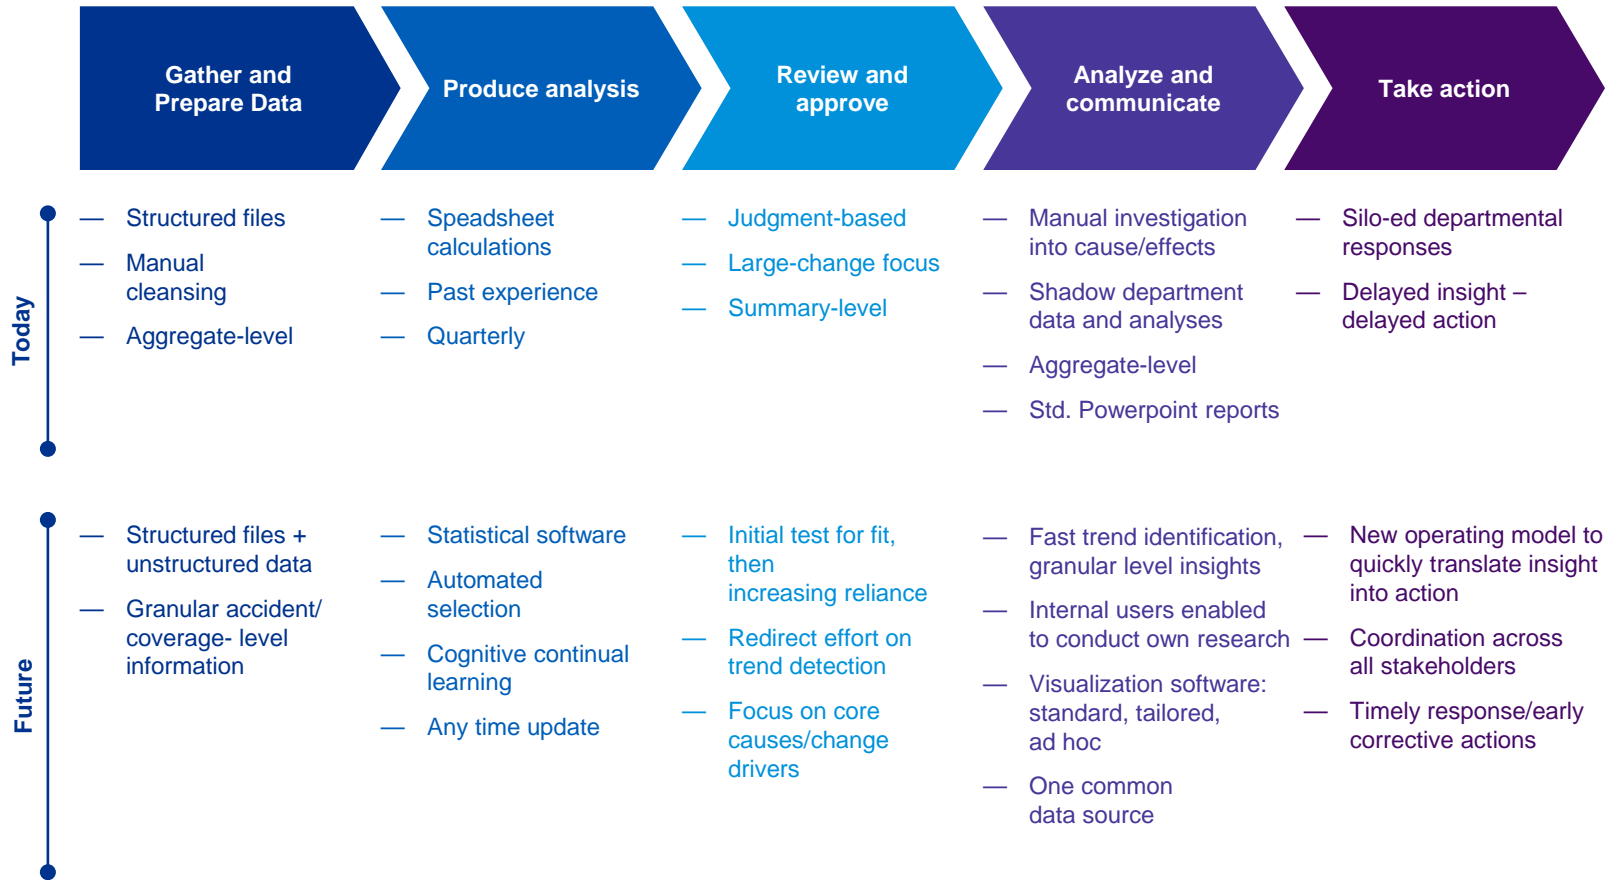 Gather and
Prepare Data
Produce analysis
Review and
approve
Analyze and
communicate
Take action
Today
— Structured files
— Manual
cleansing
— Aggregate-level
— Speadsheet
calculations
— Past experience
— Quarterly
— Judgment-based
— Large-change focus
— Summary-level
— Manual investigation
into cause/effects
— Shadow department
data and analyses
— Aggregate-level
— Std. Powerpoint reports
— Silo-ed departmental
responses
— Delayed insight –
delayed action
Future
— Structured files +
unstructured data
— Granular accident/
coverage- level
information
— Statistical software
— Automated
selection
— Cognitive continual
learning
— Any time update
— Initial test for fit,
then
increasing reliance
— Redirect effort on
trend detection
— Focus on core
causes/change
drivers
— Fast trend identification,
granular level insights
— Internal users enabled
to conduct own research
— Visualization software:
standard, tailored,
ad hoc
— One common
data source
— New operating model to
quickly translate insight
into action
— Coordination across
all stakeholders
— Timely response/early
corrective actions